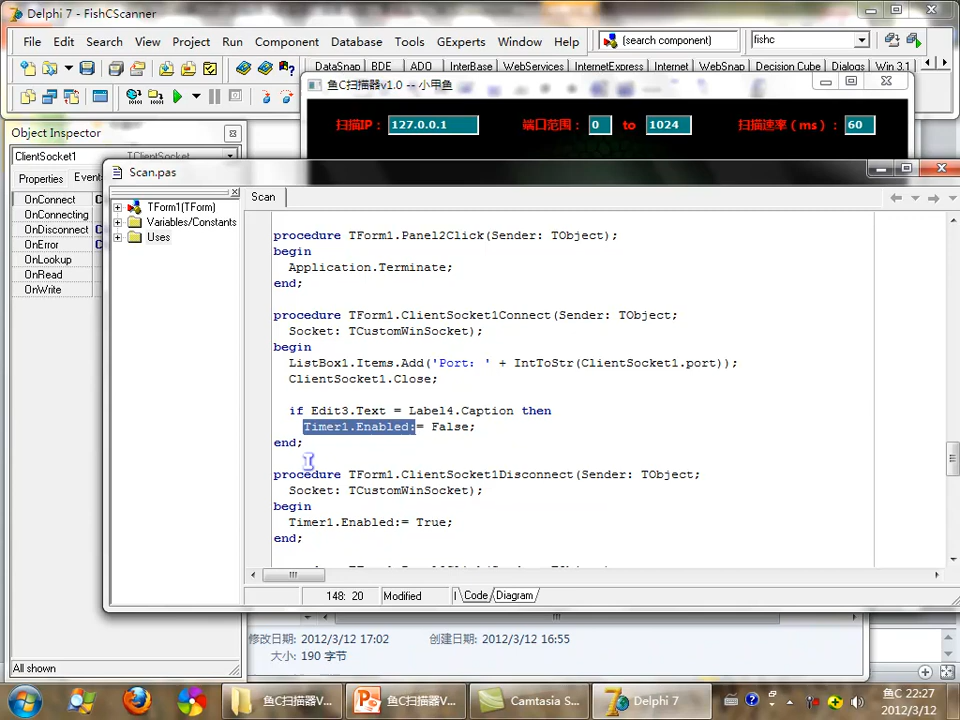 Delphi 7 - FishCScanner
File Edit Search View Project Run Component Database Tools GExperts Window Help
(search component)
fishc
DataSnap BDE ADO InterBase WebServices InternetExpress Internet WebSnap Decision Cube Dialogs Win 3.1
鱼C扫描器v1.0 -- 小甲鱼
扫描IP： 127.0.0.1 端口范围： 0 to 1024 扫描速率（ms）： 60
Object Inspector
ClientSocket1 TClientSocket
Properties Events
OnConnect
OnConnecting
OnDisconnect
OnError
OnLookup
OnRead
OnWrite
All shown
Scan.pas
TForm1(TForm)
Variables/Constants
Uses
Scan
procedure TForm1.Panel2Click(Sender: TObject);
begin
Application.Terminate;
end;
procedure TForm1.ClientSocket1Connect(Sender: TObject;
Socket: TCustomWinSocket);
begin
ListBox1.Items.Add('Port: ' + IntToStr(ClientSocket1.port));
ClientSocket1.Close;
if Edit3.Text = Label4.Caption then
Timer1.Enabled:= False;
end;
procedure TForm1.ClientSocket1Disconnect(Sender: TObject;
Socket: TCustomWinSocket);
begin
Timer1.Enabled:= True;
end;
148: 20 Modified Code Diagram
修改日期: 2012/3/12 17:02 创建日期: 2012/3/12 16:55
大小: 190 字节
鱼C扫描器V... 鱼C扫描器V... Camtasia S... Delphi 7
鱼C 22:27
2012/3/12